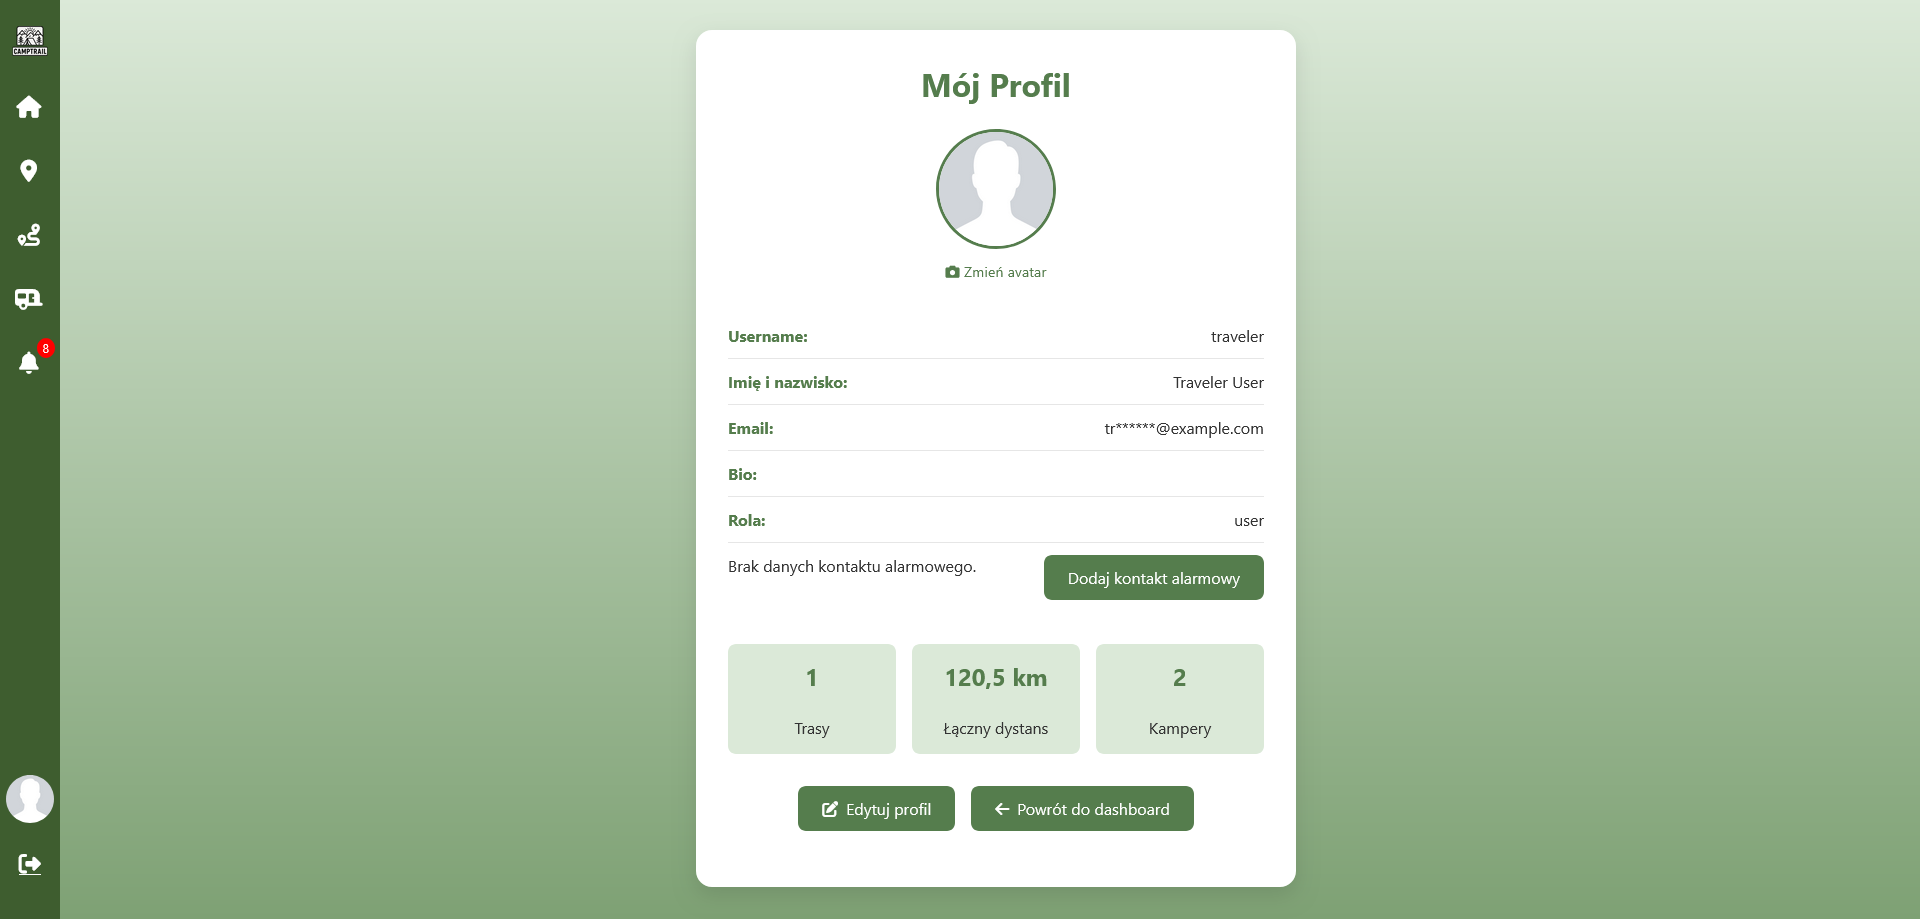 CAMPTRAIL
8
Mój Profil
Zmień avatar
Username: traveler
Imię i nazwisko: Traveler User
Email: tr******@example.com
Bio:
Rola: user
Brak danych kontaktu alarmowego. Dodaj kontakt alarmowy
1 120,5 km 2
Trasy Łączny dystans Kampery
Edytuj profil Powrót do dashboard